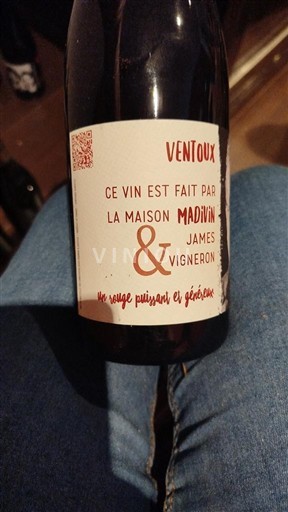 VENTOUX
CE VIN EST FAIT PAR
LA MAISON MADiViN
&
JAMES
VIGNERON
un rouge puissant et généreux